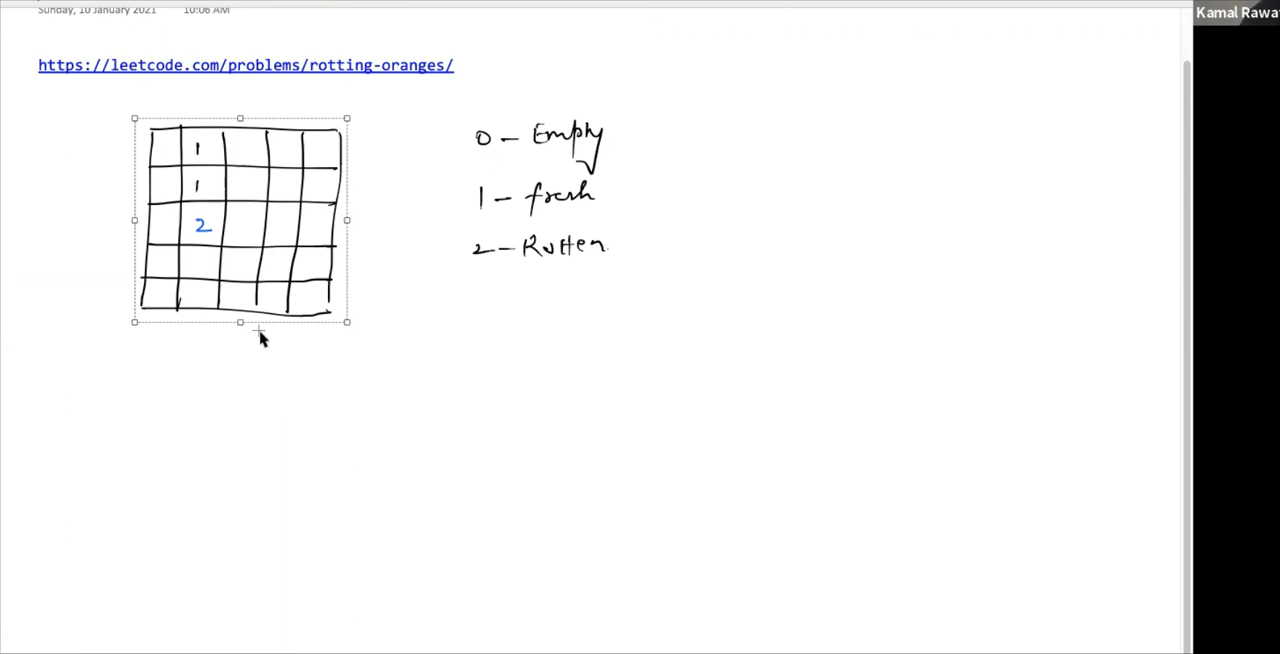 Sunday, 10 January 2021 10:06 AM
Kamal Rawa
https://leetcode.com/problems/rotting-oranges/
0 - Empty
1 - fresh
2 - Rotten
1
1
2